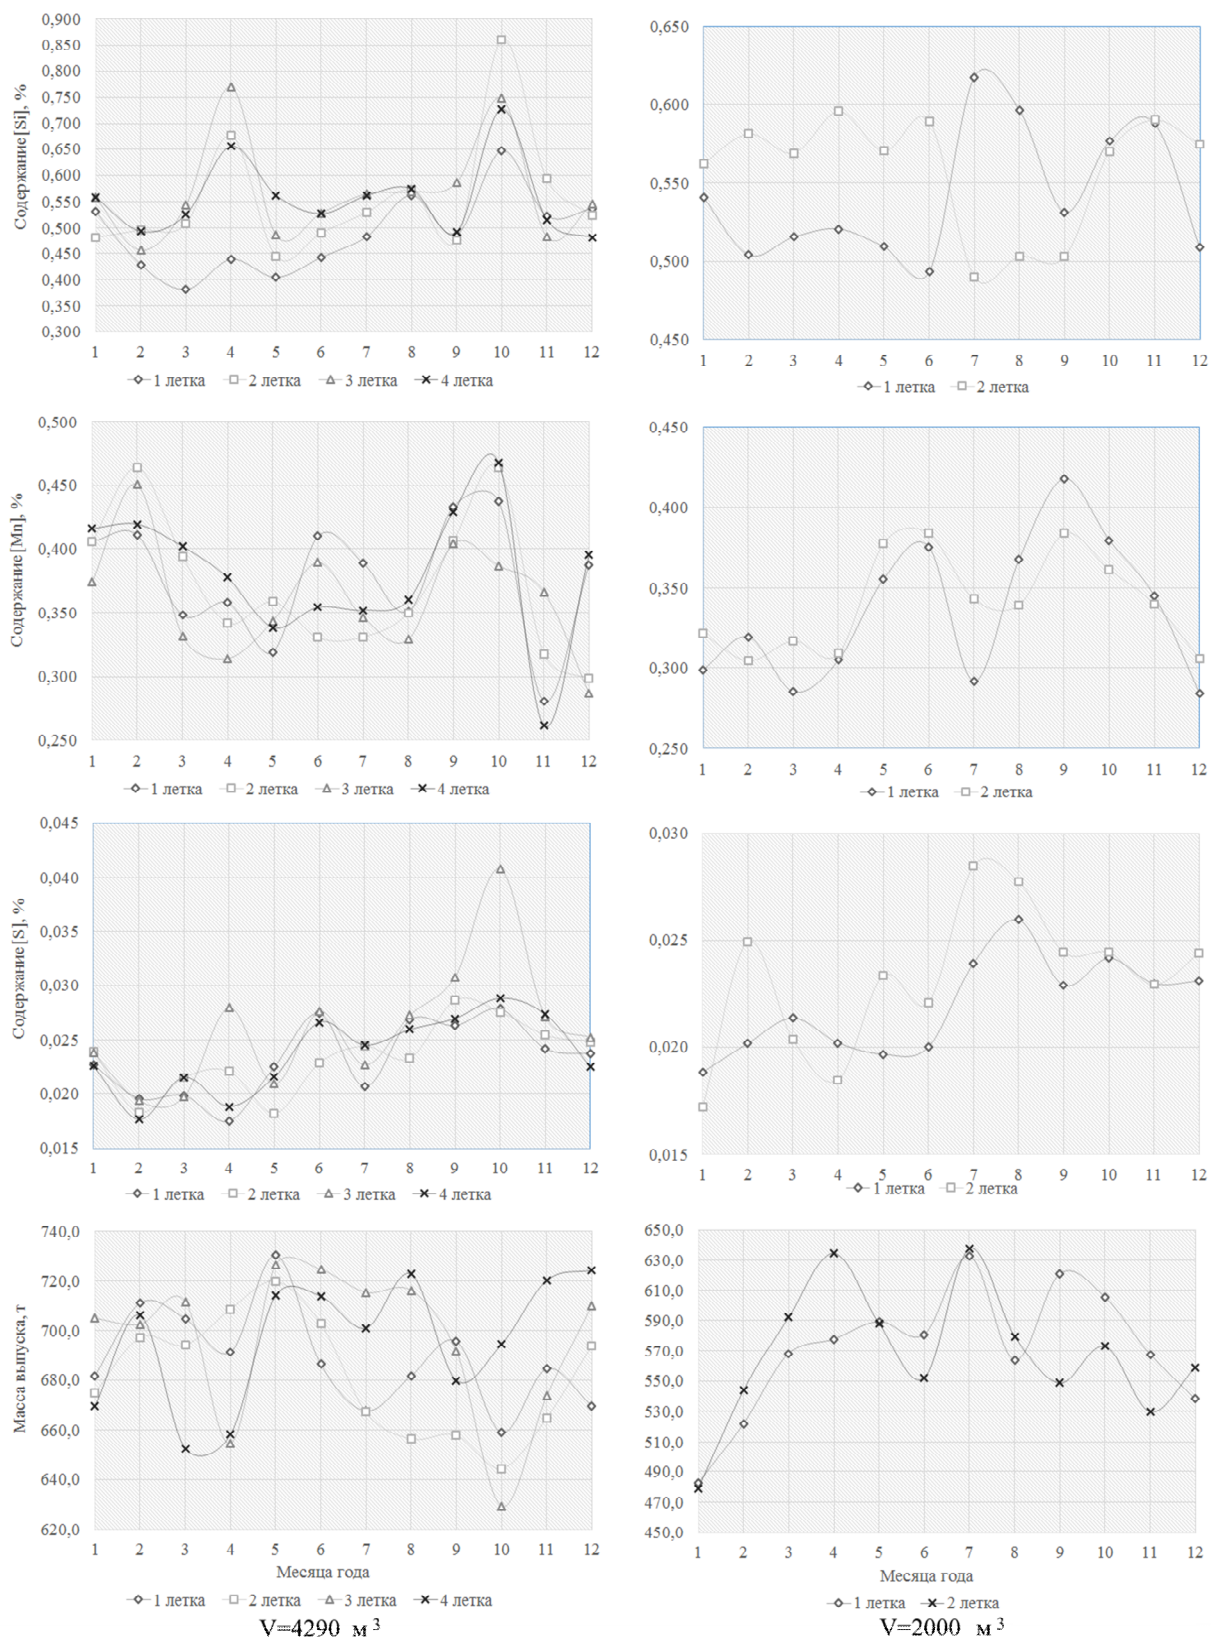 Содержание[Si], %
0,900
0,850
0,800
0,750
0,700
0,650
0,600
0,550
0,500
0,450
0,400
0,350
0,300
1 2 3 4 5 6 7 8 9 10 11 12
1 летка 2 летка 3 летка 4 летка
0,650
0,600
0,550
0,500
0,450
1 2 3 4 5 6 7 8 9 10 11 12
1 летка 2 летка
Содержание[Mn], %
0,500
0,450
0,400
0,350
0,300
0,250
1 2 3 4 5 6 7 8 9 10 11 12
1 летка 2 летка 3 летка 4 летка
0,450
0,400
0,350
0,300
0,250
1 2 3 4 5 6 7 8 9 10 11 12
1 летка 2 летка
Содержание[S], %
0,045
0,040
0,035
0,030
0,025
0,020
0,015
1 2 3 4 5 6 7 8 9 10 11 12
1 летка 2 летка 3 летка 4 летка
0,030
0,025
0,020
0,015
1 2 3 4 5 6 7 8 9 10 11 12
1 летка 2 летка
Масса выпуска, т
740,0
720,0
700,0
680,0
660,0
640,0
620,0
1 2 3 4 5 6 7 8 9 10 11 12
Месяца года
1 летка 2 летка 3 летка 4 летка
V=4290 м 3
650,0
630,0
610,0
590,0
570,0
550,0
530,0
510,0
490,0
470,0
450,0
1 2 3 4 5 6 7 8 9 10 11 12
Месяца года
1 летка 2 летка
V=2000 м 3